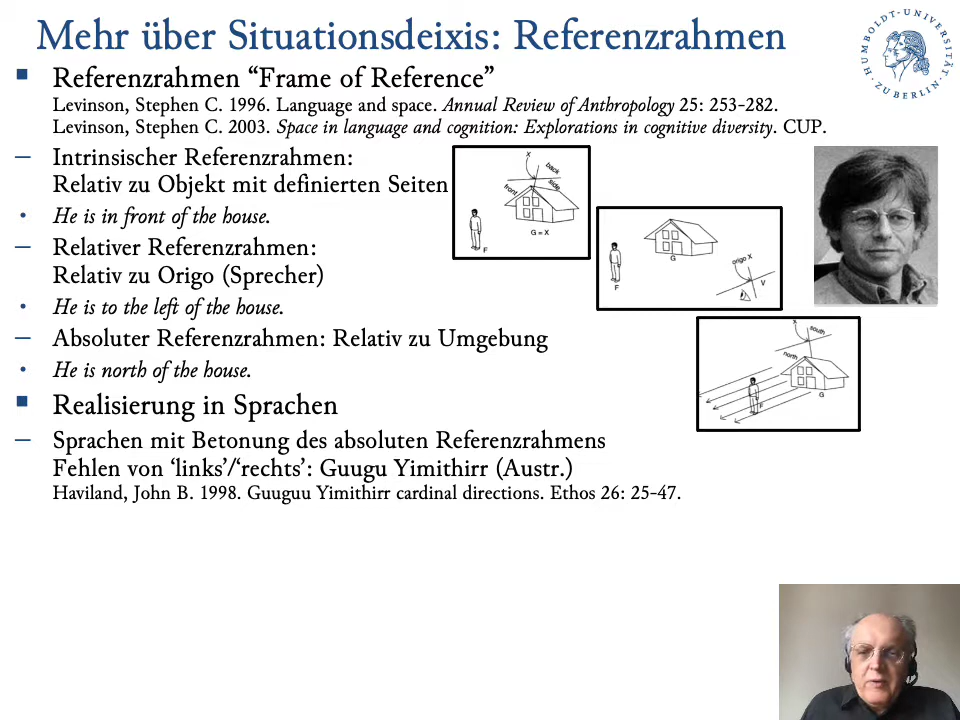 Mehr über Situationsdeixis: Referenzrahmen
HUMBOLDT-UNIVERSITÄT · ZU BERLIN ·
Referenzrahmen “Frame of Reference”
Levinson, Stephen C. 1996. Language and space. Annual Review of Anthropology 25: 253-282.
Levinson, Stephen C. 2003. Space in language and cognition: Explorations in cognitive diversity. CUP.
– Intrinsischer Referenzrahmen:
Relativ zu Objekt mit definierten Seiten
• He is in front of the house.
– Relativer Referenzrahmen:
Relativ zu Origo (Sprecher)
• He is to the left of the house.
– Absoluter Referenzrahmen: Relativ zu Umgebung
• He is north of the house.
Realisierung in Sprachen
– Sprachen mit Betonung des absoluten Referenzrahmens
Fehlen von ‘links’/‘rechts’: Guugu Yimithirr (Austr.)
Haviland, John B. 1998. Guuguu Yimithirr cardinal directions. Ethos 26: 25-47.
X
back
front
side
G = X
F
G
F
origo X
V
x
south
north
F
G